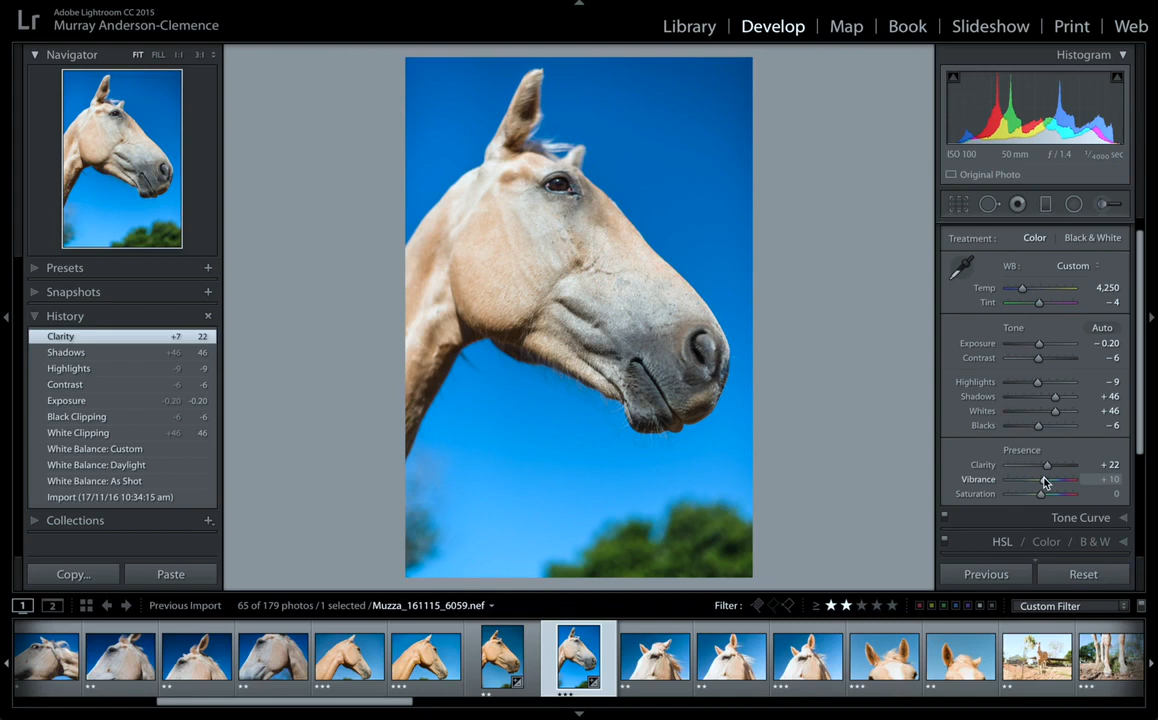 Lr
Adobe Lightroom CC 2015
Murray Anderson-Clemence
Library | Develop | Map | Book | Slideshow | Print | Web
Navigator FIT FILL 1:1 3:1
Presets +
Snapshots +
History ×
Clarity +7 22
Shadows +46 46
Highlights -9 -9
Contrast -6 -6
Exposure -0.20 -0.20
Black Clipping -6 -6
White Clipping +46 46
White Balance: Custom
White Balance: Daylight
White Balance: As Shot
Import (17/11/16 10:34:15 am)
Collections +
Copy... Paste
Histogram
ISO 100 50 mm ƒ / 1.4 1/4000 sec
Original Photo
Treatment : Color | Black & White
WB : Custom
Temp 4,250
Tint – 4
Tone Auto
Exposure – 0.20
Contrast – 6
Highlights – 9
Shadows + 46
Whites + 46
Blacks – 6
Presence
Clarity + 22
Vibrance + 10
Saturation 0
Tone Curve
HSL / Color / B & W
Previous Reset
1 2 Previous Import 65 of 179 photos / 1 selected / Muzza_161115_6059.nef Filter : ≥ ★★★★★ Custom Filter